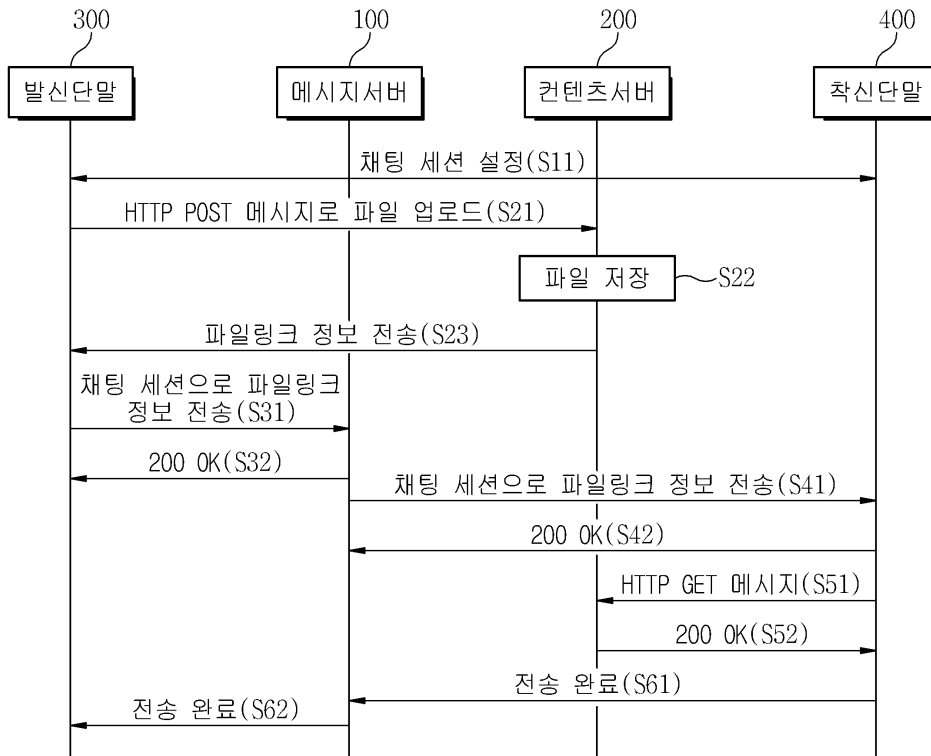 300
100
200
400
발신단말
메시지서버
컨텐츠서버
착신단말
채팅 세션 설정(S11)
HTTP POST 메시지로 파일 업로드(S21)
파일 저장
S22
파일링크 정보 전송(S23)
채팅 세션으로 파일링크
정보 전송(S31)
200 OK(S32)
채팅 세션으로 파일링크 정보 전송(S41)
200 OK(S42)
HTTP GET 메시지(S51)
200 OK(S52)
전송 완료(S61)
전송 완료(S62)